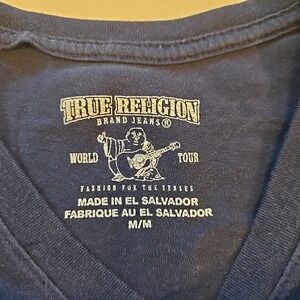 TRUE RELIGION
BRAND JEANS®
WORLD TOUR
FASHION FOR THE SENSES
MADE IN EL SALVADOR
FABRIQUE AU EL SALVADOR
M/M